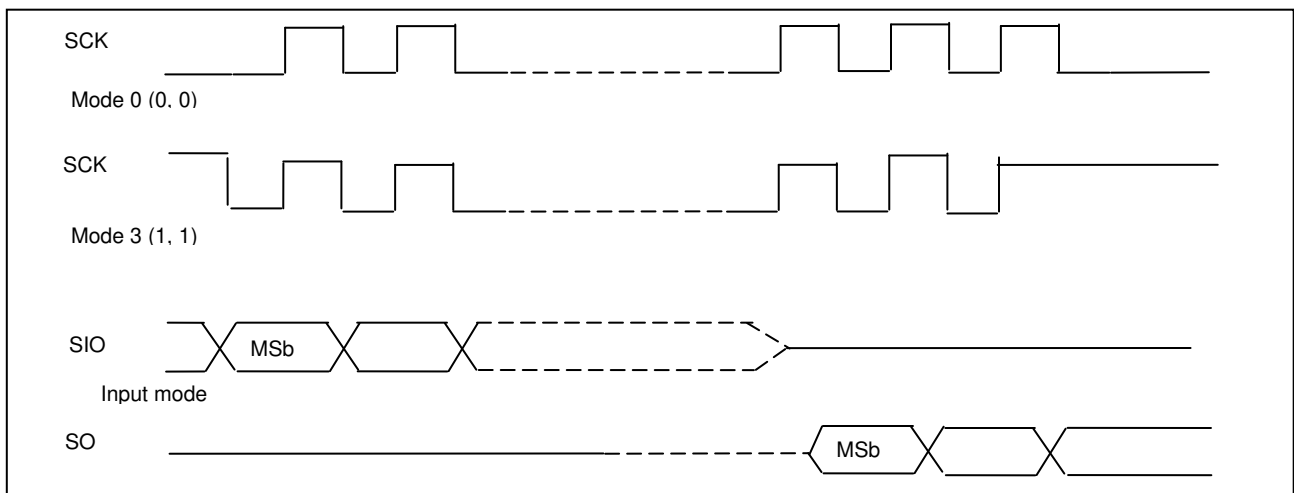 SCK
Mode 0 (0, 0)
SCK
Mode 3 (1, 1)
SIO
MSb
Input mode
SO
MSb